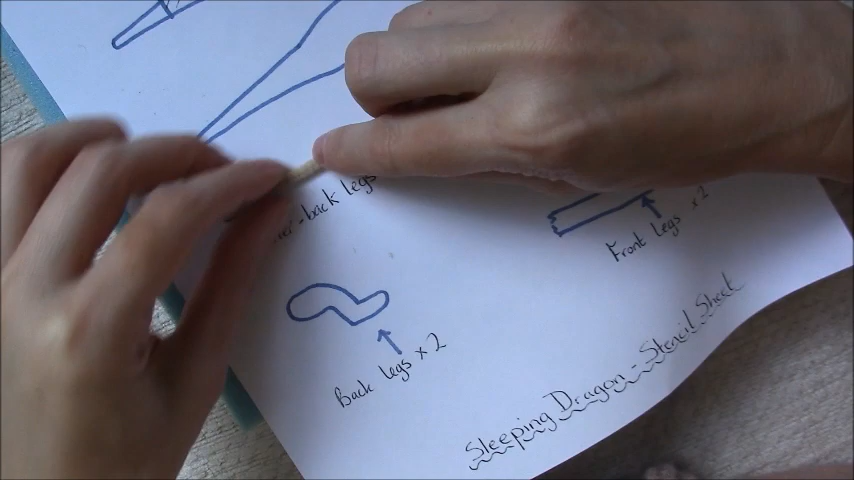 -back legs
Front Legs x 2
Back legs x 2
Sleeping Dragon - Stencil Sheet